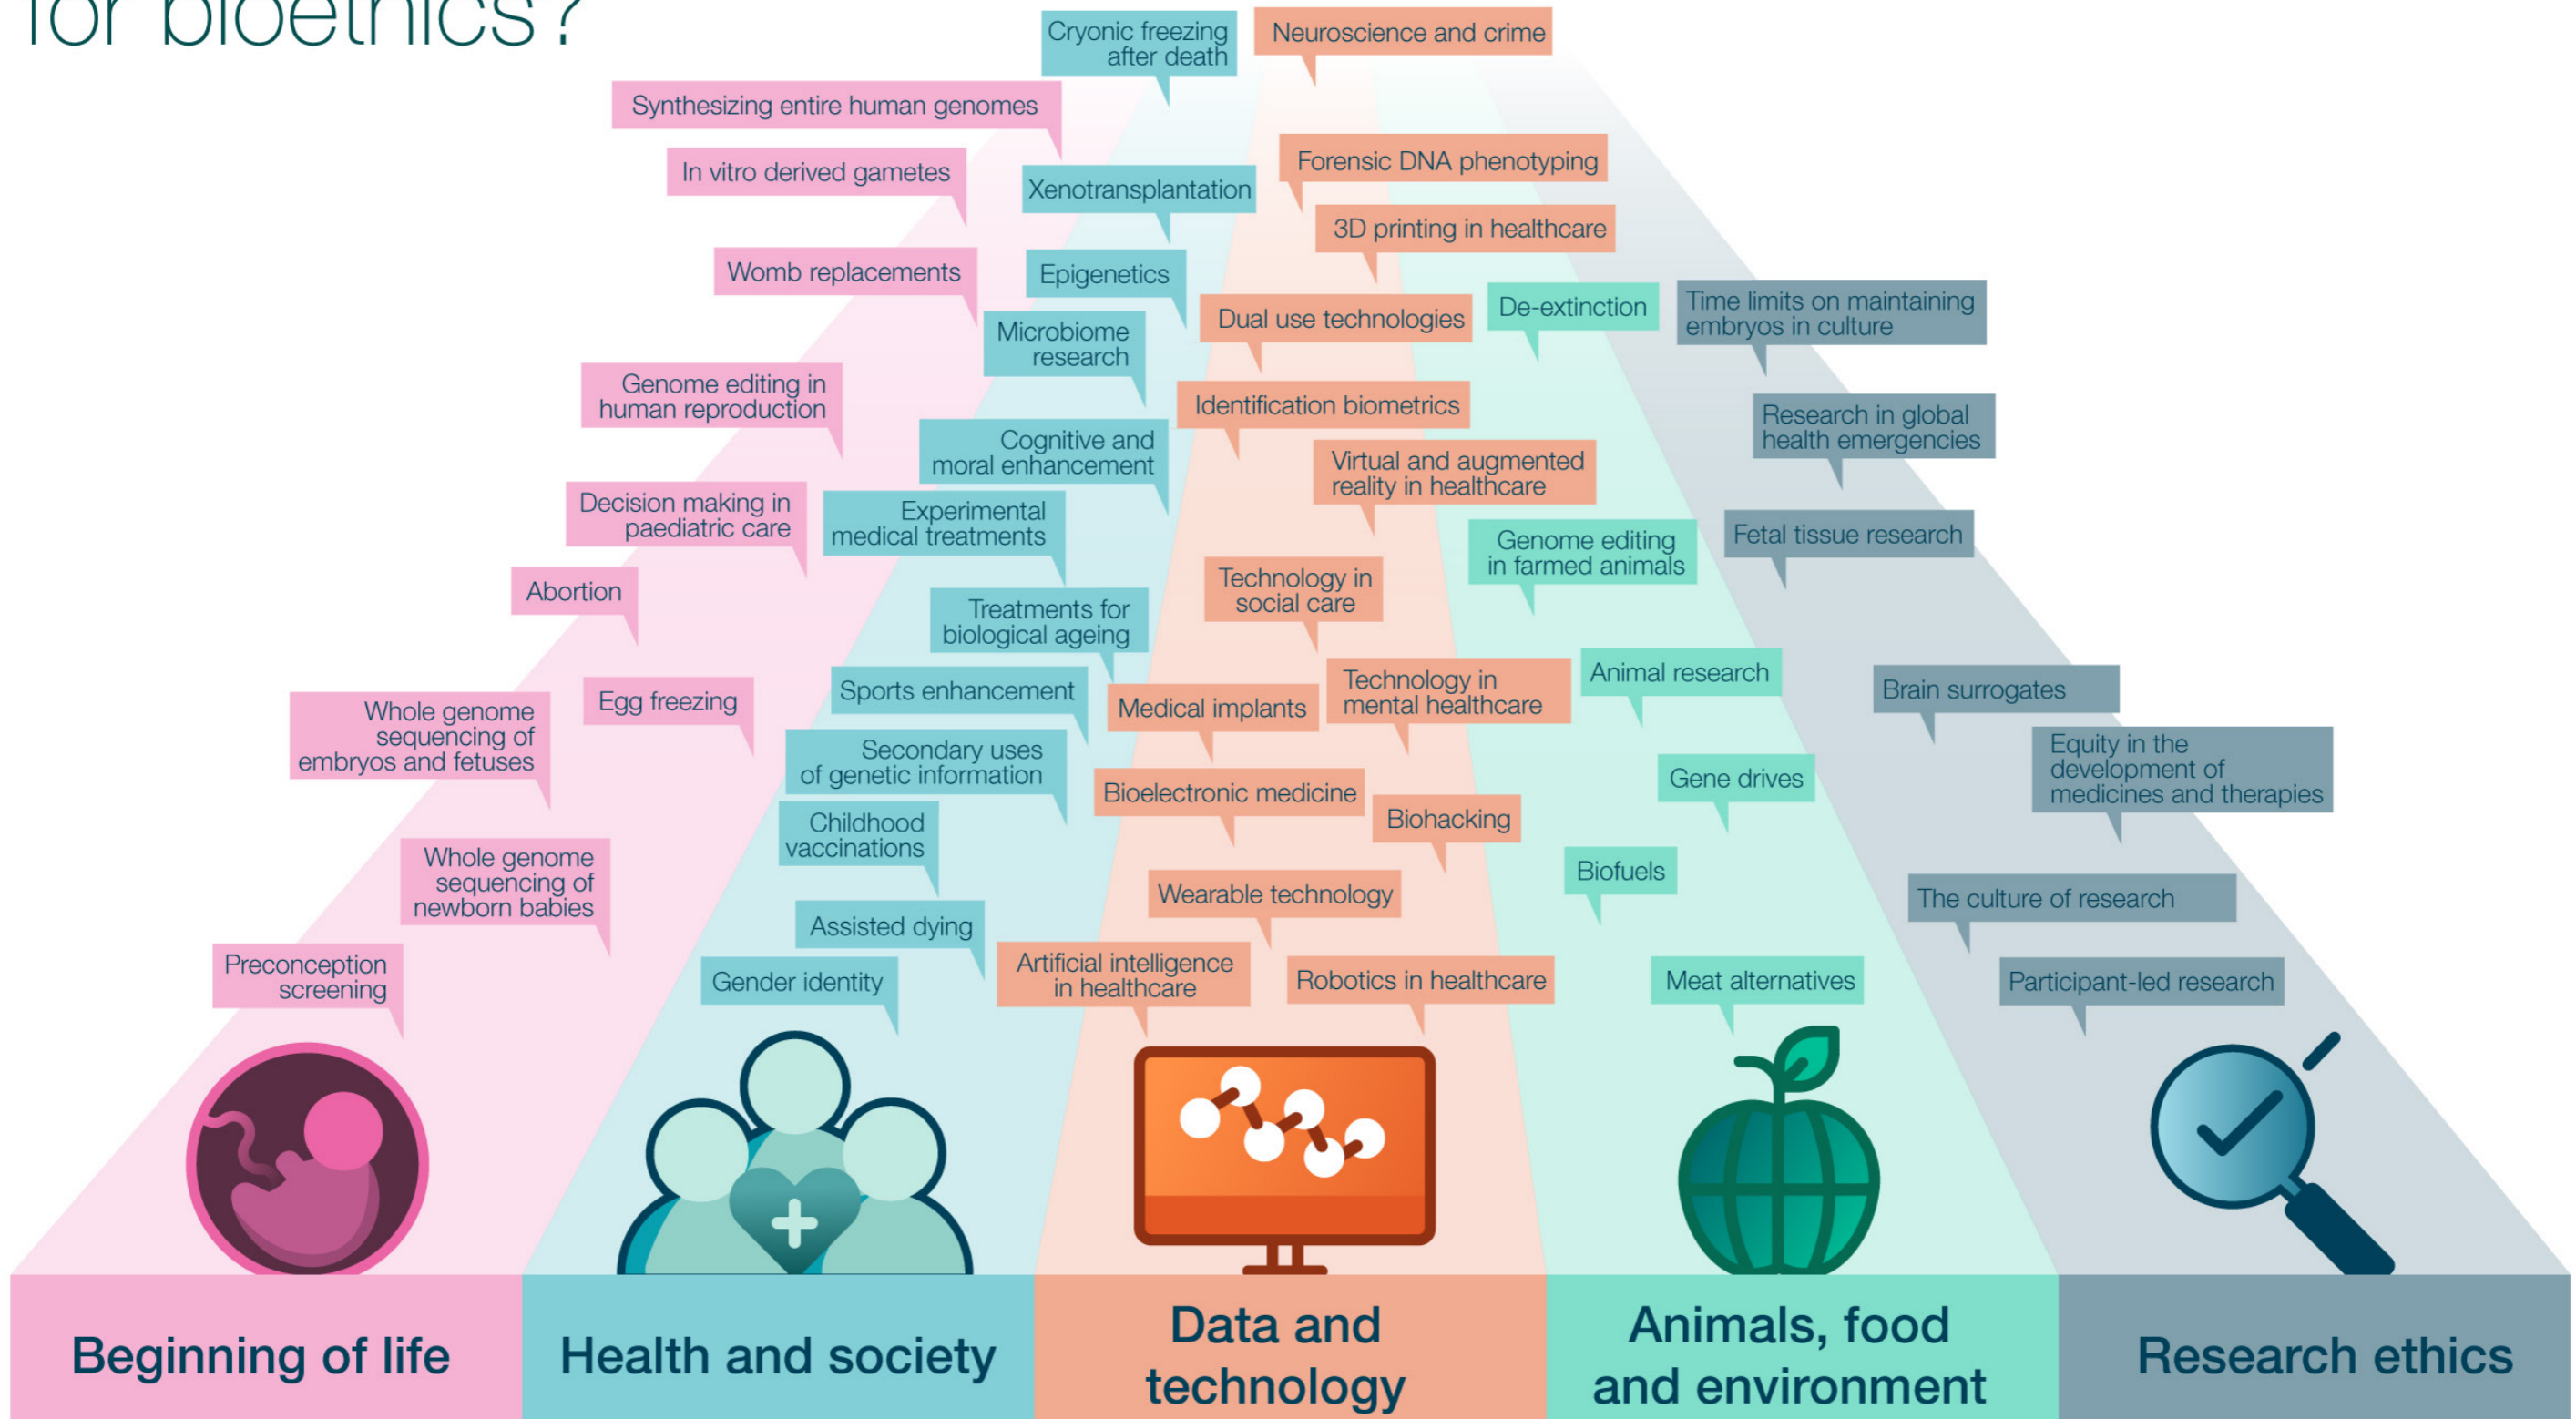 for bioethics?
Cryonic freezing
after death
Neuroscience and crime
Synthesizing entire human genomes
In vitro derived gametes
Forensic DNA phenotyping
Xenotransplantation
3D printing in healthcare
Womb replacements
Epigenetics
Dual use technologies
De-extinction
Time limits on maintaining
embryos in culture
Microbiome
research
Genome editing in
human reproduction
Identification biometrics
Research in global
health emergencies
Cognitive and
moral enhancement
Virtual and augmented
reality in healthcare
Decision making in
paediatric care
Experimental
medical treatments
Genome editing
in farmed animals
Fetal tissue research
Abortion
Technology in
social care
Treatments for
biological ageing
Animal research
Brain surrogates
Sports enhancement
Technology in
mental healthcare
Egg freezing
Medical implants
Whole genome
sequencing of
embryos and fetuses
Equity in the
development of
medicines and therapies
Secondary uses
of genetic information
Gene drives
Bioelectronic medicine
Biohacking
Childhood
vaccinations
Biofuels
Whole genome
sequencing of
newborn babies
Wearable technology
The culture of research
Assisted dying
Preconception
screening
Gender identity
Artificial intelligence
in healthcare
Robotics in healthcare
Meat alternatives
Participant-led research
Beginning of life
Health and society
Data and
technology
Animals, food
and environment
Research ethics